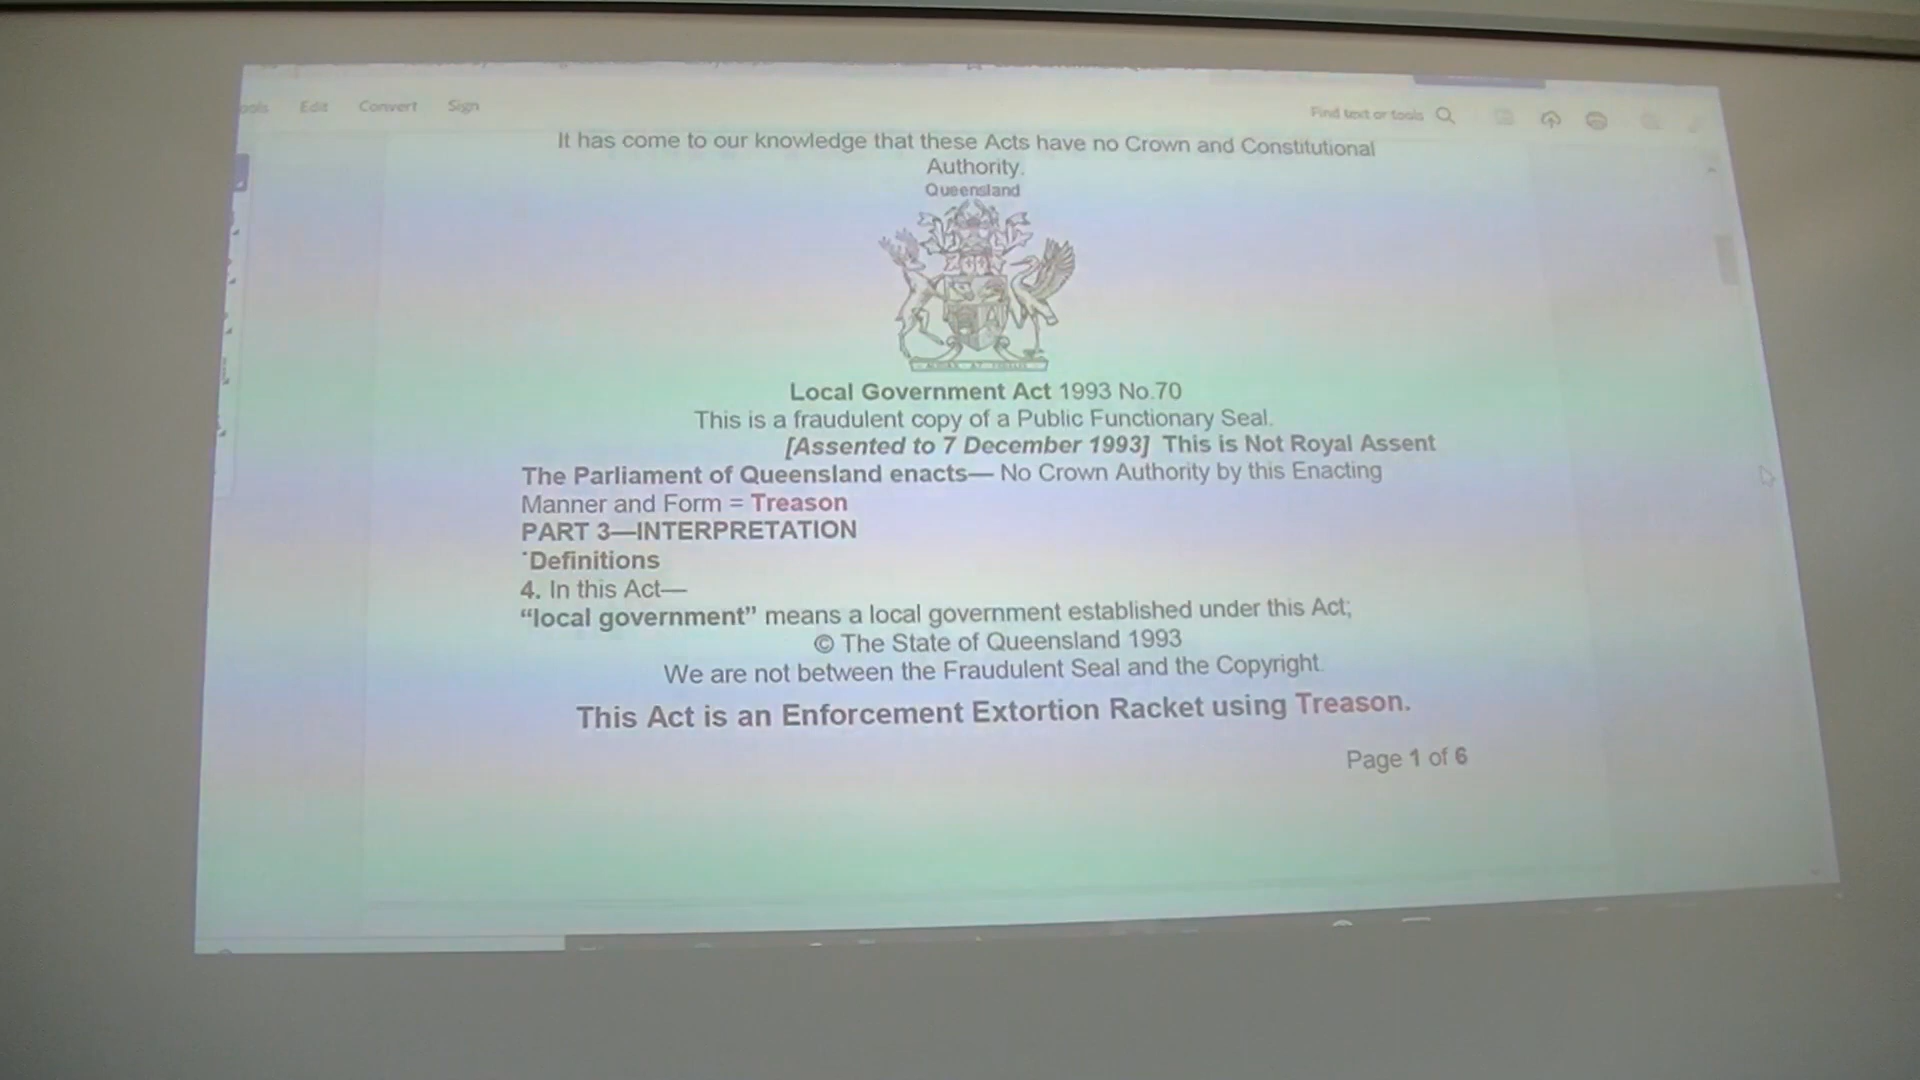 Edit Convert Sign
Find text or tools
It has come to our knowledge that these Acts have no Crown and Constitutional
Authority.
Queensland
Local Government Act 1993 No.70
This is a fraudulent copy of a Public Functionary Seal.
[Assented to 7 December 1993] This is Not Royal Assent
The Parliament of Queensland enacts— No Crown Authority by this Enacting
Manner and Form = Treason
PART 3—INTERPRETATION
˙Definitions
4. In this Act—
“local government” means a local government established under this Act;
© The State of Queensland 1993
We are not between the Fraudulent Seal and the Copyright.
This Act is an Enforcement Extortion Racket using Treason.
Page 1 of 6